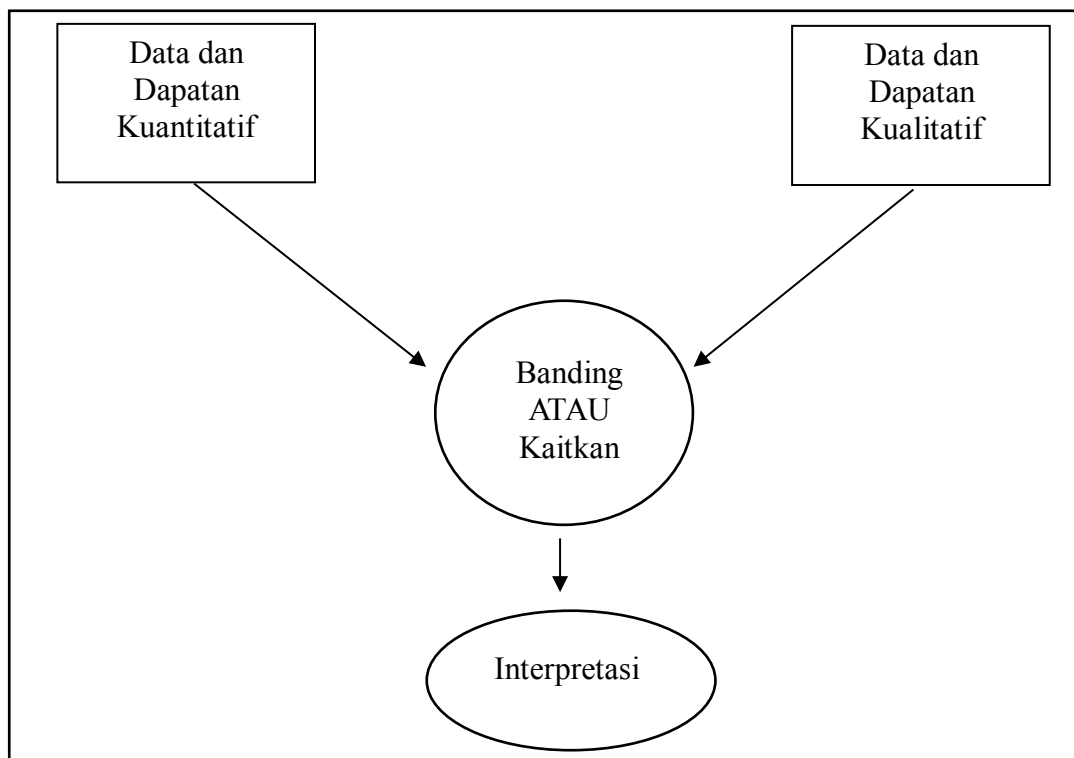 Data dan
Dapatan
Kuantitatif
Data dan
Dapatan
Kualitatif
Banding
ATAU
Kaitkan
Interpretasi